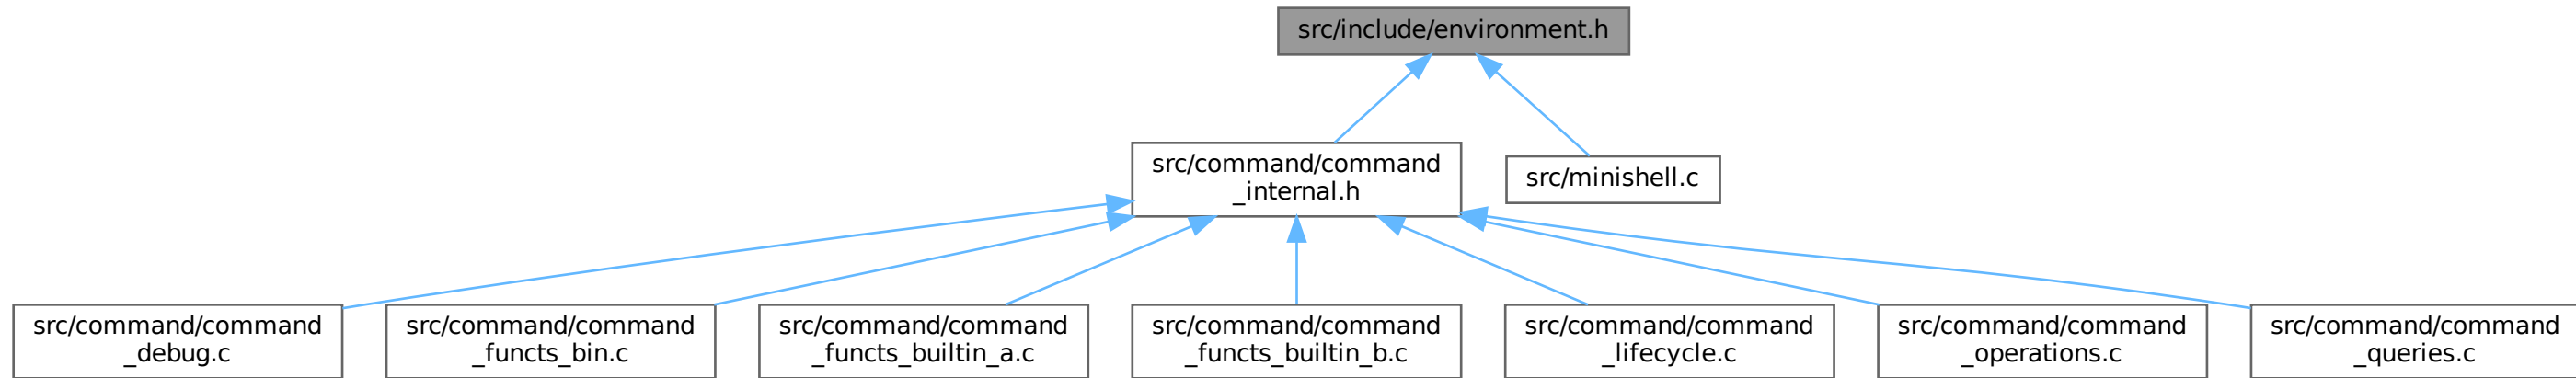 src/include/environment.h
src/command/command
_internal.h
src/minishell.c
src/command/command
_debug.c
src/command/command
_functs_bin.c
src/command/command
_functs_builtin_a.c
src/command/command
_functs_builtin_b.c
src/command/command
_lifecycle.c
src/command/command
_operations.c
src/command/command
_queries.c